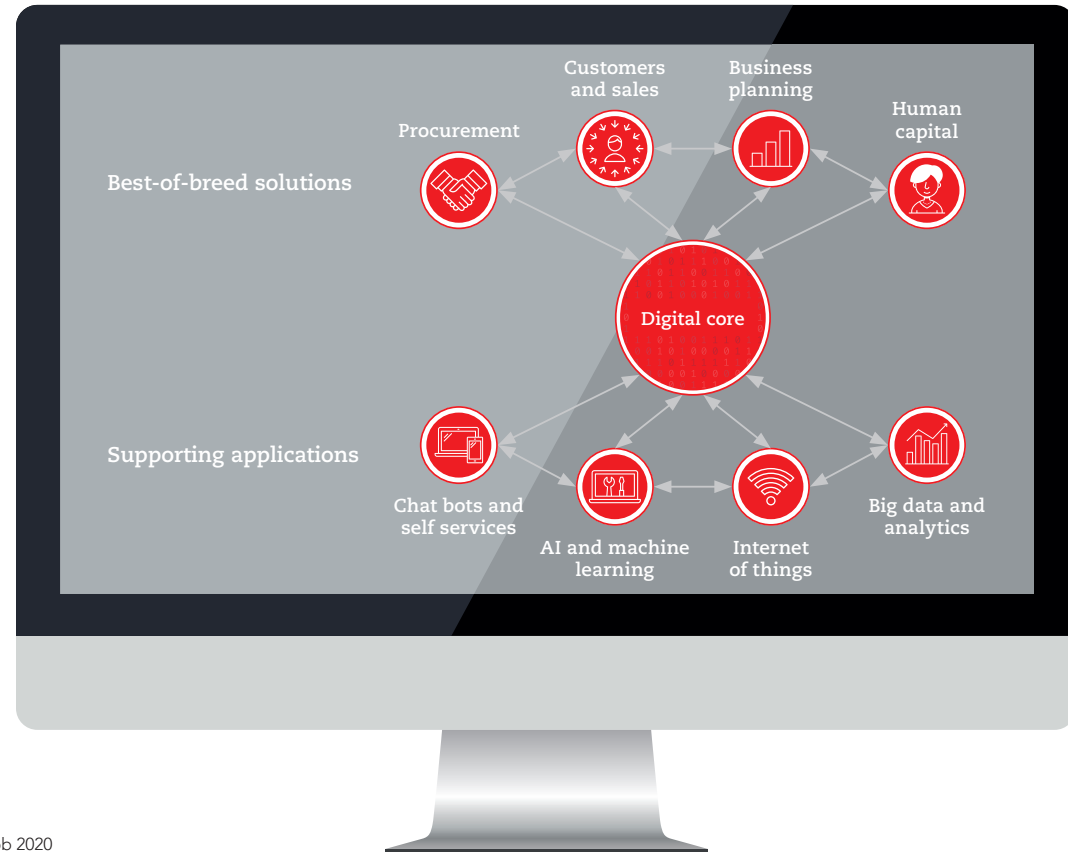 Customers
and sales
Business
planning
Human
capital
Procurement
Best-of-breed solutions
Digital core
Supporting applications
Chat bots and
self services
AI and machine
learning
Internet
of things
Big data and
analytics
2020